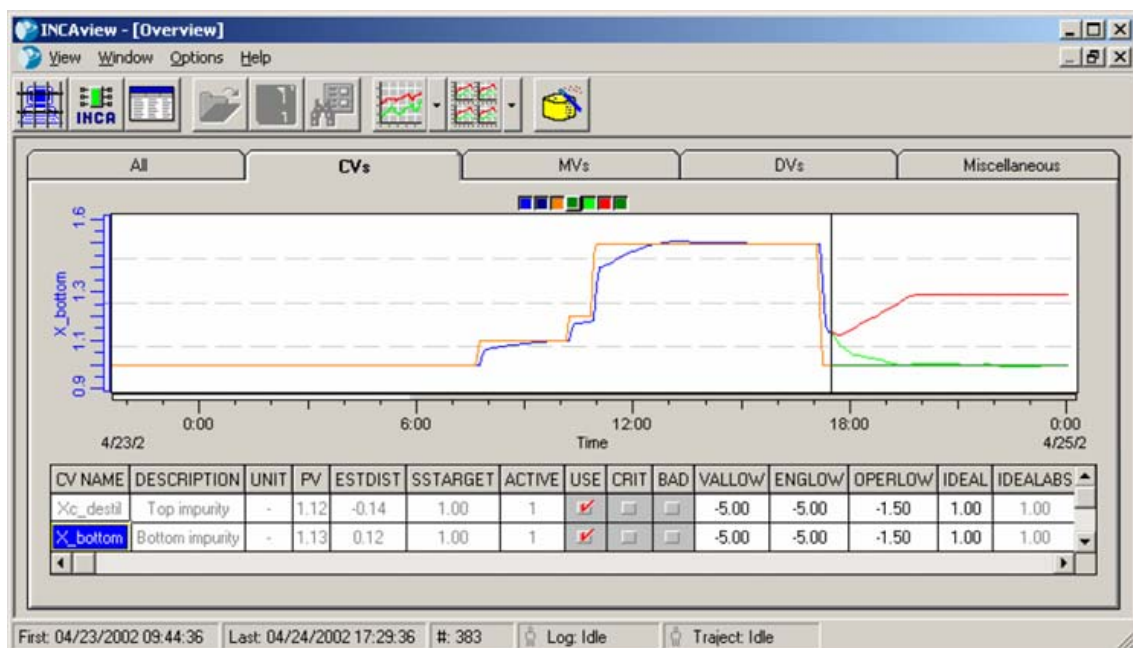 INCAview - [Overview]
View Window Options Help
INCA
All CVs MVs DVs Miscellaneous
X_bottom
1.6
1.3
1.1
0.9
0:00 6:00 12:00 18:00 0:00
4/23/2 Time 4/25/2
CV NAME DESCRIPTION UNIT PV ESTDIST SSTARGET ACTIVE USE CRIT BAD VALLOW ENGLOW OPERLOW IDEAL IDEALABS
Xc_destil Top impurity - 1.12 -0.14 1.00 1 -5.00 -5.00 -1.50 1.00 1.00
X_bottom Bottom impurity - 1.13 0.12 1.00 1 -5.00 -5.00 -1.50 1.00 1.00
First: 04/23/2002 09:44:36 Last: 04/24/2002 17:29:36 #: 383 Log: Idle Traject: Idle